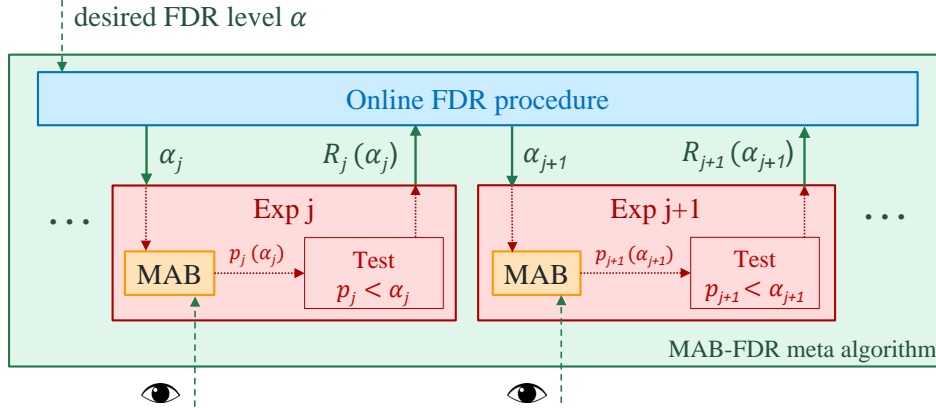 desired FDR level α
Online FDR procedure
α_j R_j (α_j) α_{j+1} R_{j+1} (α_{j+1})
Exp j Exp j+1
... ...
MAB p_j (α_j) Test p_j < α_j
MAB p_{j+1} (α_{j+1}) Test p_{j+1} < α_{j+1}
MAB-FDR meta algorithm